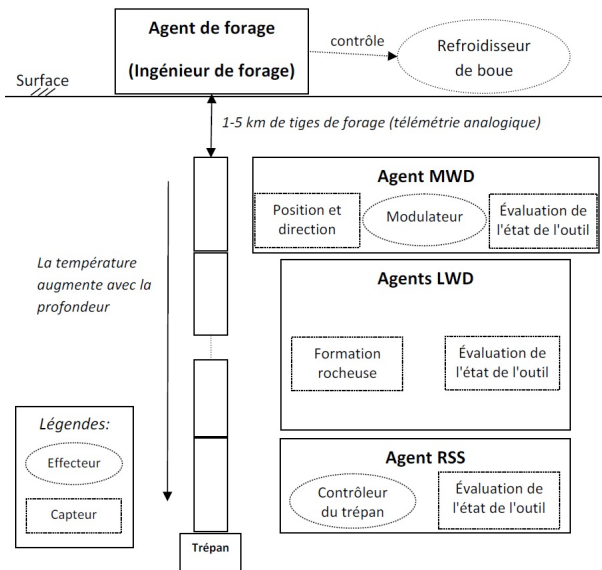 Agent de forage
(Ingénieur de forage)
contrôle
Refroidisseur
de boue
Surface
1-5 km de tiges de forage (télémétrie analogique)
Agent MWD
Position et
direction
Modulateur
Évaluation de
l'état de l'outil
La température
augmente avec la
profondeur
Agents LWD
Formation
rocheuse
Évaluation de
l'état de l'outil
Légendes:
Effecteur
Capteur
Agent RSS
Contrôleur
du trépan
Évaluation de
l'état de l'outil
Trépan